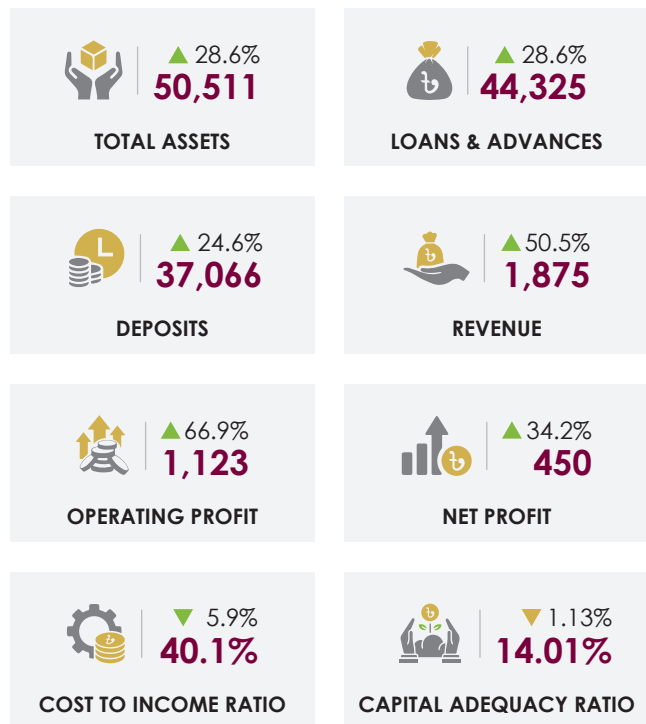 ▲ 28.6%
50,511
TOTAL ASSETS
▲ 28.6%
৳
44,325
LOANS & ADVANCES
▲ 24.6%
37,066
DEPOSITS
▲ 50.5%
৳
1,875
REVENUE
▲ 66.9%
1,123
OPERATING PROFIT
▲ 34.2%
৳
450
NET PROFIT
▼ 5.9%
৳
40.1%
COST TO INCOME RATIO
▼ 1.13%
৳
14.01%
CAPITAL ADEQUACY RATIO